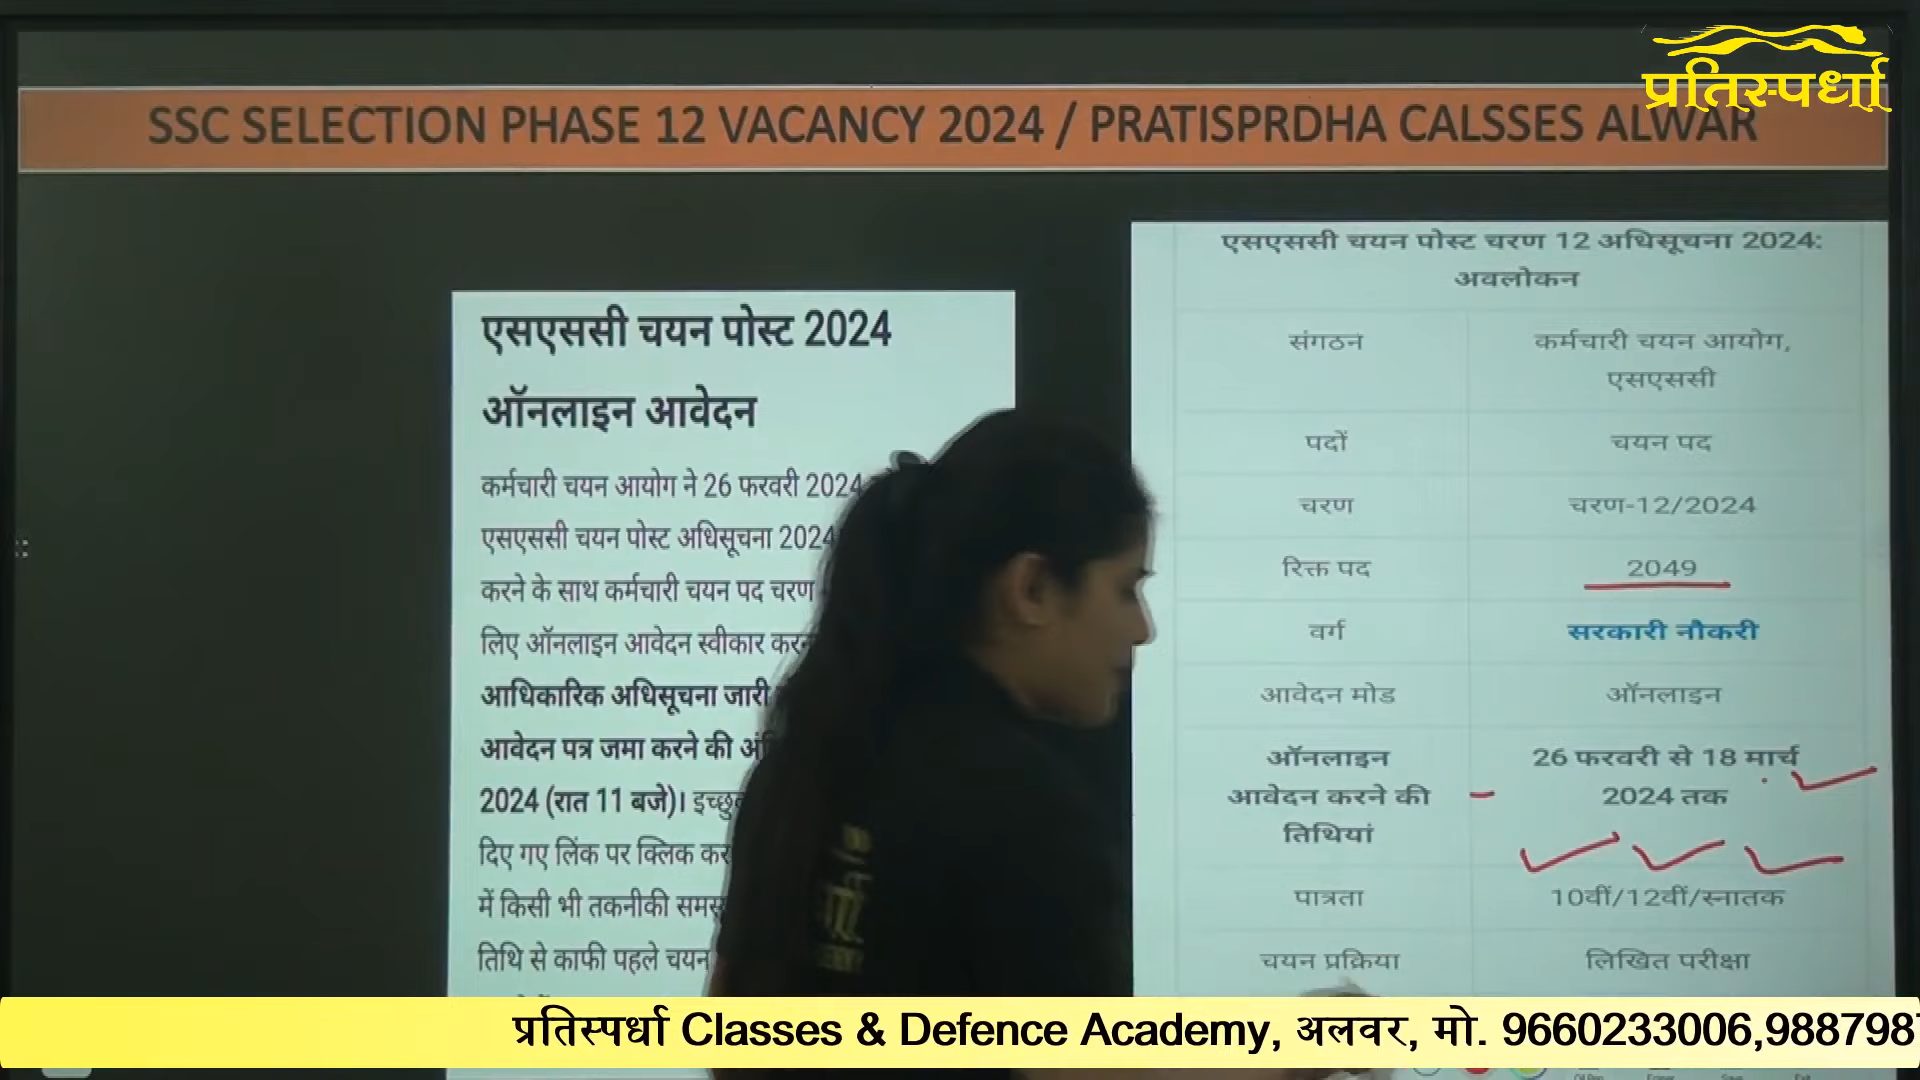 प्रतिस्पर्धा
SSC SELECTION PHASE 12 VACANCY 2024 / PRATISPRDHA CALSSES ALWAR
एसएससी चयन पोस्ट 2024
ऑनलाइन आवेदन
कर्मचारी चयन आयोग ने 26 फरवरी 2024
एसएससी चयन पोस्ट अधिसूचना 2024
करने के साथ कर्मचारी चयन पद चरण
लिए ऑनलाइन आवेदन स्वीकार
आधिकारिक अधिसूचना जारी
आवेदन पत्र जमा करने की
2024 (रात 11 बजे)।
दिए गए लिंक पर क्लिक
में किसी भी तकनीकी
तिथि से काफी पहले चयन
एसएससी चयन पोस्ट चरण 12 अधिसूचना 2024:
अवलोकन
संगठन कर्मचारी चयन आयोग,
एसएससी
पदों चयन पद
चरण चरण-12/2024
रिक्त पद 2049
वर्ग सरकारी नौकरी
आवेदन मोड ऑनलाइन
ऑनलाइन 26 फरवरी से 18 मार्च
आवेदन करने की 2024 तक
तिथियां
पात्रता 10वीं/12वीं/स्नातक
चयन प्रक्रिया लिखित परीक्षा
प्रतिस्पर्धा Classes & Defence Academy, अलवर, मो. 9660233006,988798